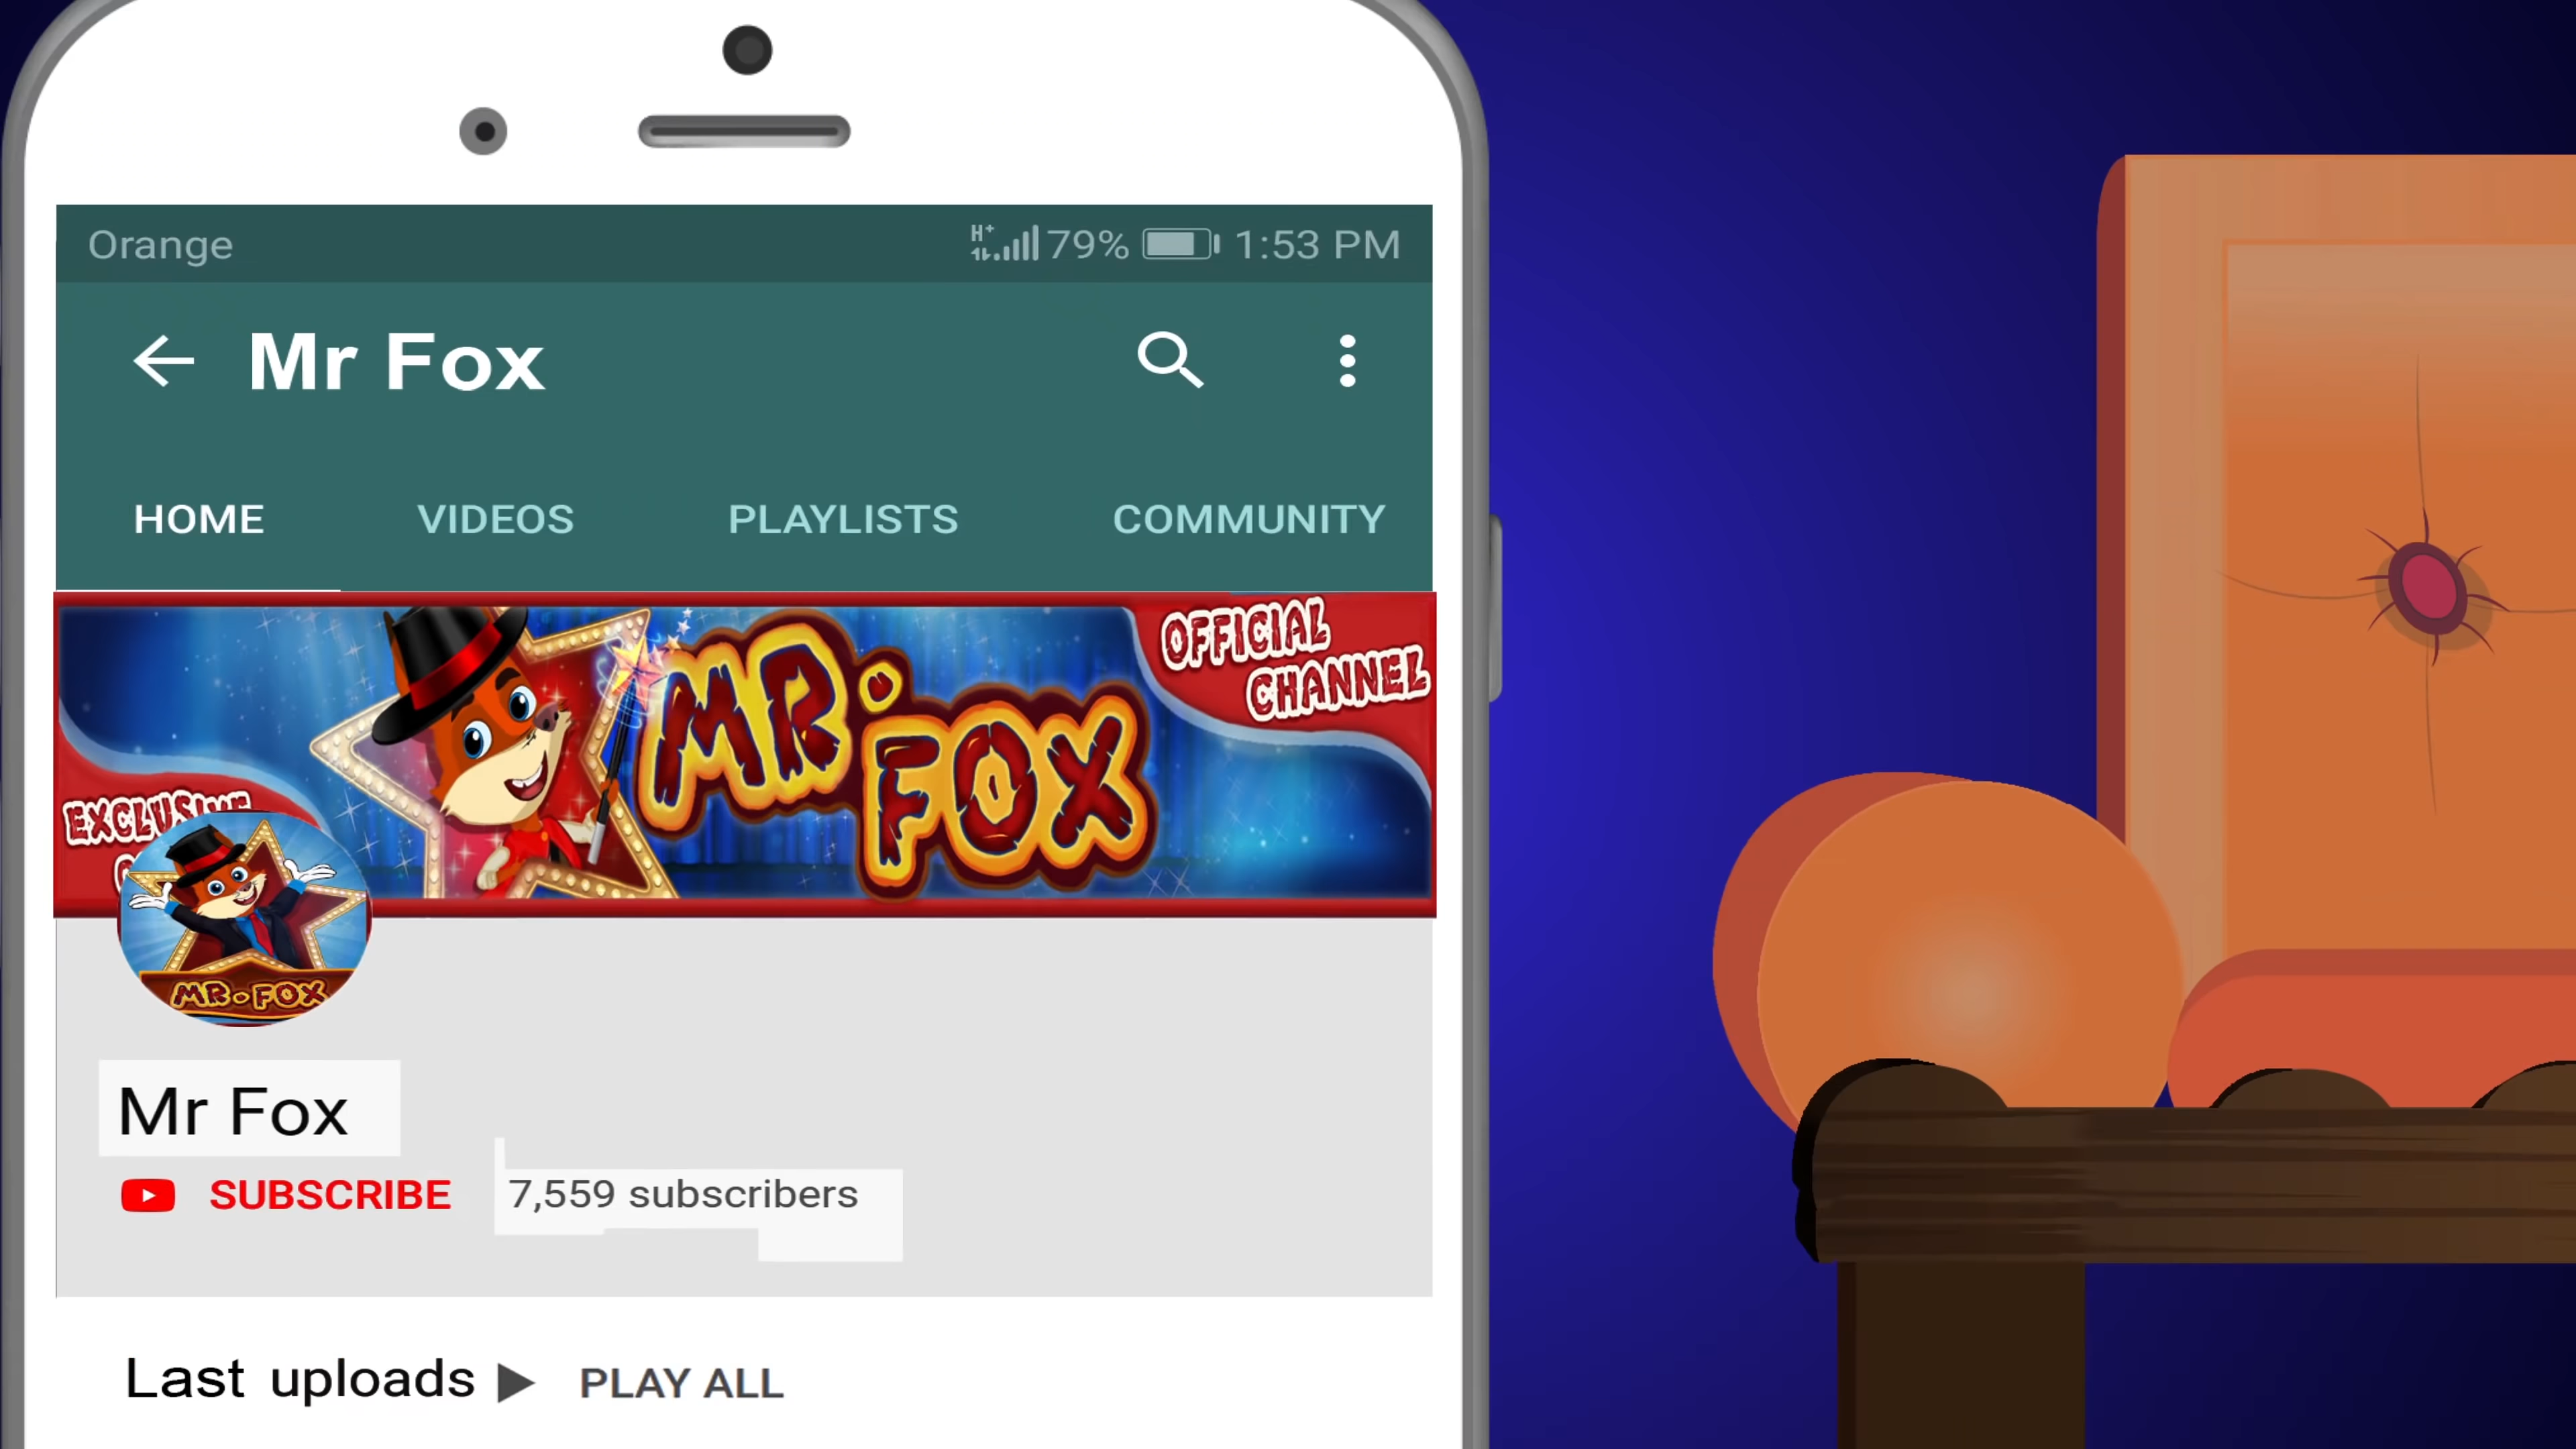 Orange H+ 79% 1:53 PM
Mr Fox
HOME VIDEOS PLAYLISTS COMMUNITY
OFFICIAL
CHANNEL
MR.
FOX
EXCLUSIVE
MR. FOX
Mr Fox
SUBSCRIBE 7,559 subscribers
Last uploads PLAY ALL